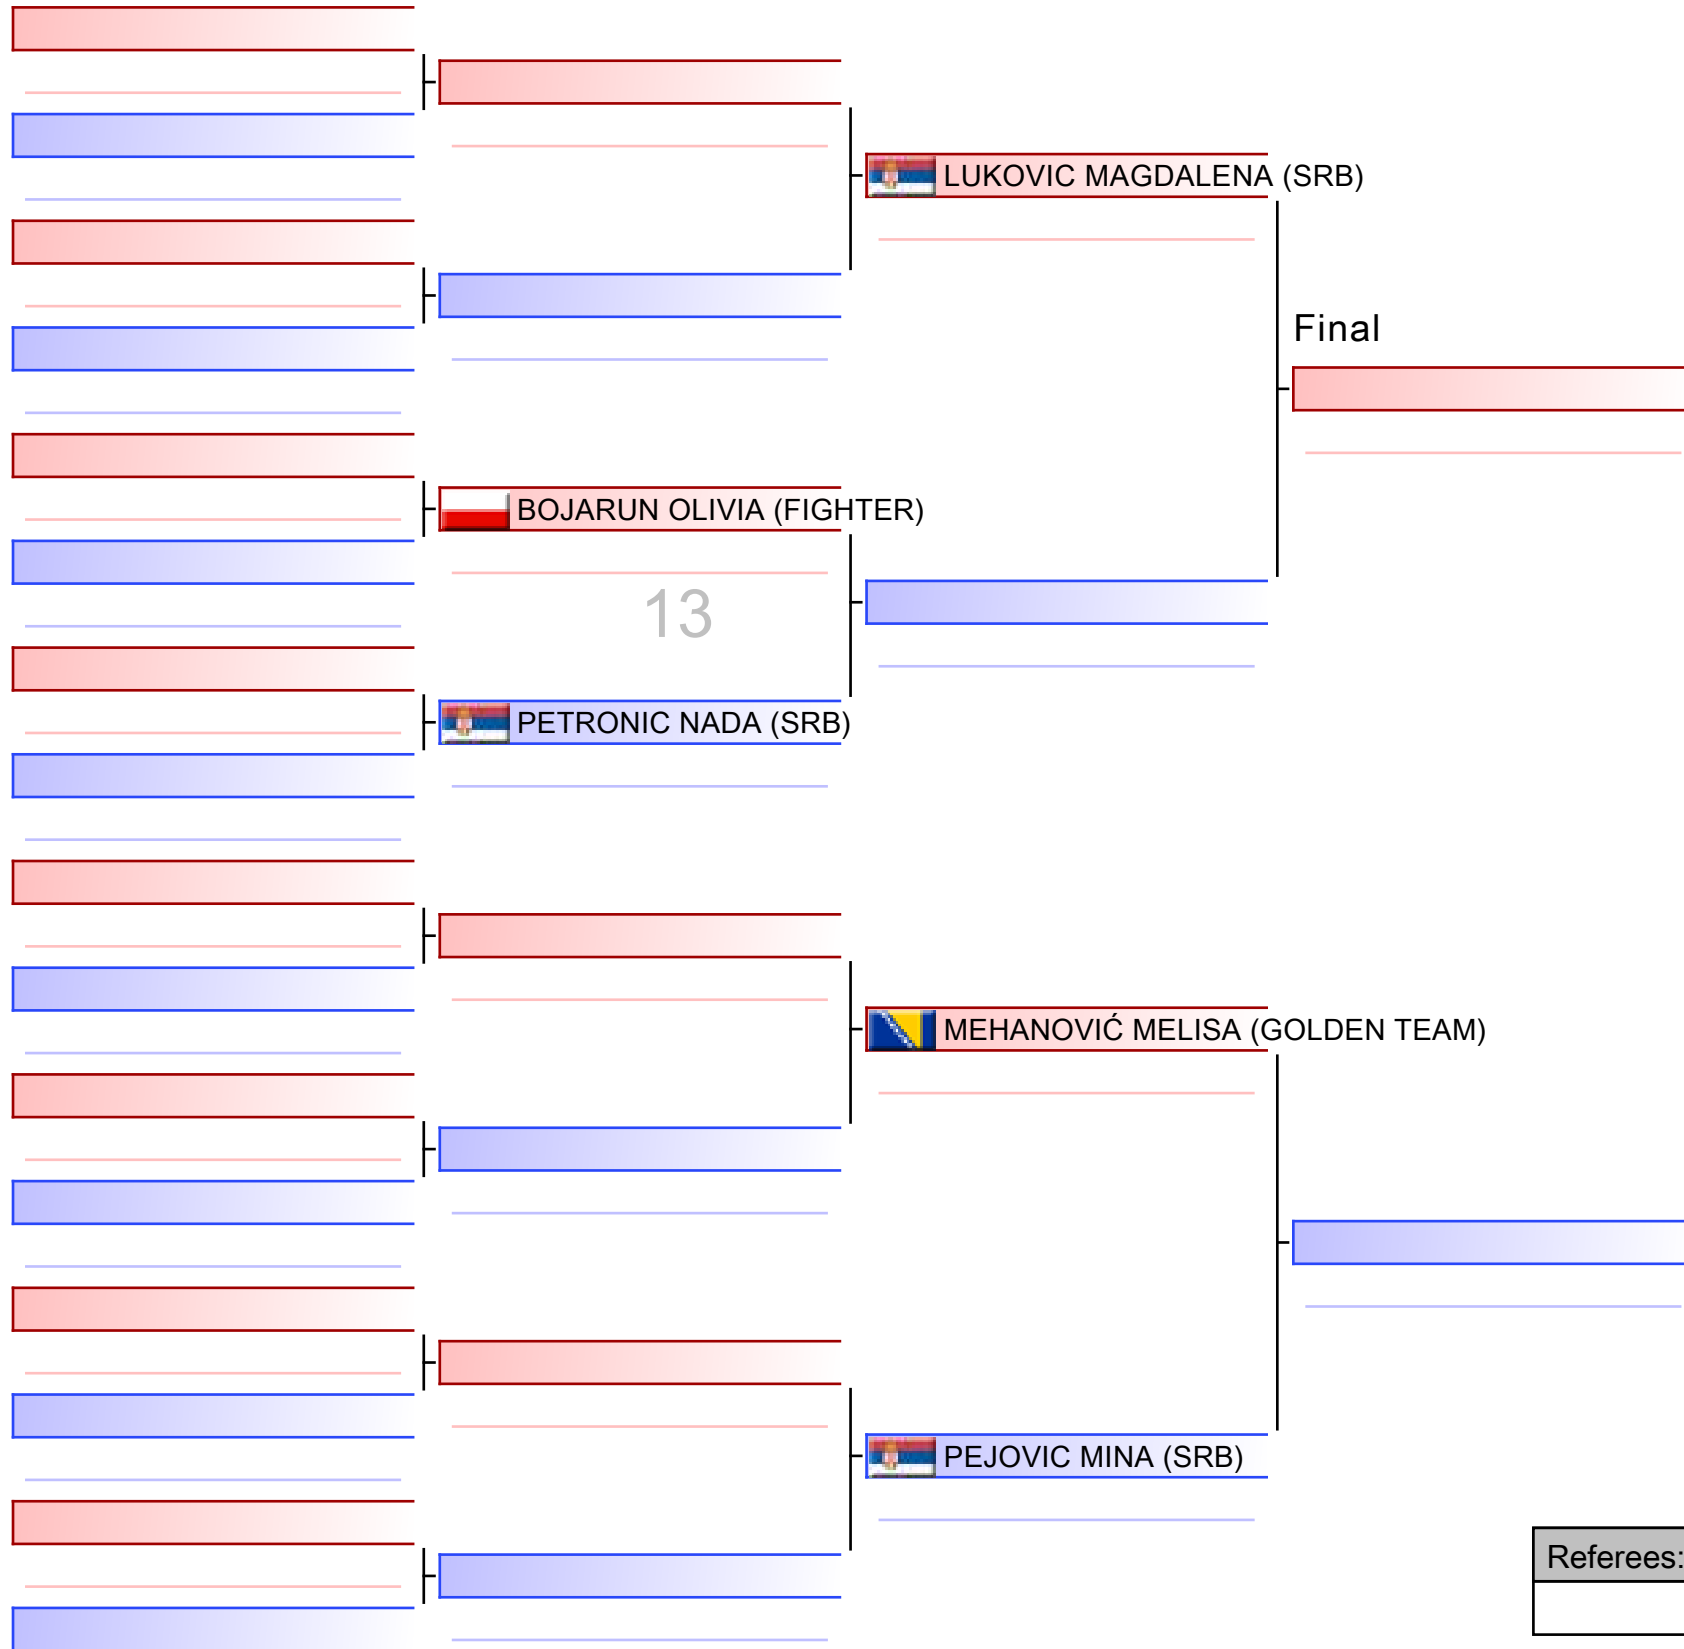 LUKOVIC MAGDALENA (SRB)
Final
BOJARUN OLIVIA (FIGHTER)
13
PETRONIC NADA (SRB)
MEHANOVIĆ MELISA (GOLDEN TEAM)
PEJOVIC MINA (SRB)
Referees: